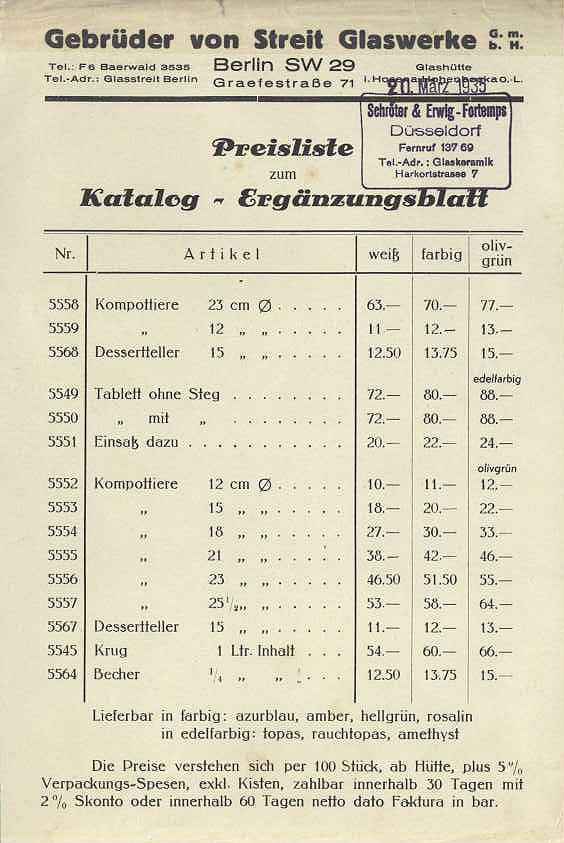 Gebrüder von Streit Glaswerke G. m. b. H.
Tel.: F6 Baerwald 3535 Berlin SW 29 Glashütte
Tel.-Adr.: Glasstreit Berlin Graefestraße 71 i. Hosena-Hohenbocka O.-L.
20. März 1935
Schröter & Erwig-Fortemps
Düsseldorf
Fernruf 137 69
Tel.-Adr.: Glaskeramik
Harkortstrasse 7
Preisliste
zum
Katalog - Ergänzungsblatt
Nr. Artikel weiß farbig oliv-grün
5558 Kompottiere 23 cm Ø . . . . . 63.— 70.— 77.—
5559 „ 12 „ „ . . . . . 11.— 12.— 13.—
5568 Dessertteller 15 „ „ . . . . . 12.50 13.75 15.—
edelfarbig
5549 Tablett ohne Steg . . . . . . . . 72.— 80.— 88.—
5550 „ mit „ . . . . . . . . 72.— 80.— 88.—
5551 Einsaß dazu . . . . . . . . . . . 20.— 22.— 24.—
olivgrün
5552 Kompottiere 12 cm Ø . . . . . 10.— 11.— 12.—
5553 „ 15 „ „ . . . . . 18.— 20.— 22.—
5554 „ 18 „ „ . . . . . 27.— 30.— 33.—
5555 „ 21 „ „ . . . . . 38.— 42.— 46.—
5556 „ 23 „ „ . . . . . 46.50 51.50 55.—
5557 „ 25 1/2 „ „ . . . . . 53.— 58.— 64.—
5567 Dessertteller 15 „ „ . . . . . 11.— 12.— 13.—
5545 Krug 1 Ltr. Inhalt . . . 54.— 60.— 66.—
5564 Becher 1/4 „ „ . . . . 12.50 13.75 15.—
Lieferbar in farbig: azurblau, amber, hellgrün, rosalin
in edelfarbig: topas, rauchtopas, amethyst
Die Preise verstehen sich per 100 Stück, ab Hütte, plus 5%
Verpackungs-Spesen, exkl. Kisten, zahlbar innerhalb 30 Tagen mit
2% Skonto oder innerhalb 60 Tagen netto dato Faktura in bar.